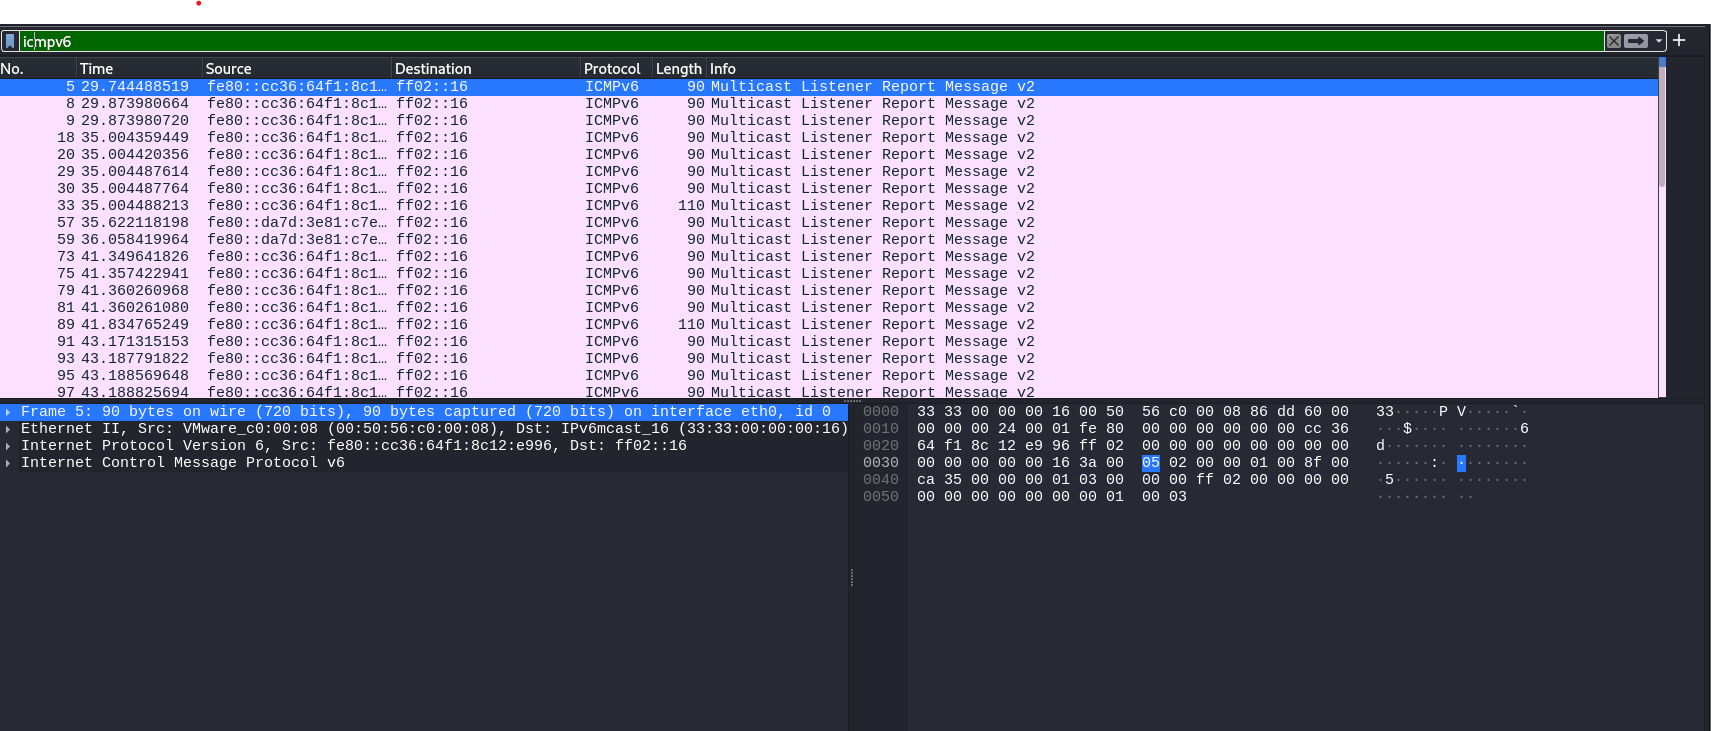 icmpv6
No. Time Source Destination Protocol Length Info
5 29.744488519 fe80::cc36:64f1:8c1… ff02::16 ICMPv6 90 Multicast Listener Report Message v2
8 29.873980664 fe80::cc36:64f1:8c1… ff02::16 ICMPv6 90 Multicast Listener Report Message v2
9 29.873980720 fe80::cc36:64f1:8c1… ff02::16 ICMPv6 90 Multicast Listener Report Message v2
18 35.004359449 fe80::cc36:64f1:8c1… ff02::16 ICMPv6 90 Multicast Listener Report Message v2
20 35.004420356 fe80::cc36:64f1:8c1… ff02::16 ICMPv6 90 Multicast Listener Report Message v2
29 35.004487614 fe80::cc36:64f1:8c1… ff02::16 ICMPv6 90 Multicast Listener Report Message v2
30 35.004487764 fe80::cc36:64f1:8c1… ff02::16 ICMPv6 90 Multicast Listener Report Message v2
33 35.004488213 fe80::cc36:64f1:8c1… ff02::16 ICMPv6 110 Multicast Listener Report Message v2
57 35.622118198 fe80::da7d:3e81:c7e… ff02::16 ICMPv6 90 Multicast Listener Report Message v2
59 36.058419964 fe80::da7d:3e81:c7e… ff02::16 ICMPv6 90 Multicast Listener Report Message v2
73 41.349641826 fe80::cc36:64f1:8c1… ff02::16 ICMPv6 90 Multicast Listener Report Message v2
75 41.357422941 fe80::cc36:64f1:8c1… ff02::16 ICMPv6 90 Multicast Listener Report Message v2
79 41.360260968 fe80::cc36:64f1:8c1… ff02::16 ICMPv6 90 Multicast Listener Report Message v2
81 41.360261080 fe80::cc36:64f1:8c1… ff02::16 ICMPv6 90 Multicast Listener Report Message v2
89 41.834765249 fe80::cc36:64f1:8c1… ff02::16 ICMPv6 110 Multicast Listener Report Message v2
91 43.171315153 fe80::cc36:64f1:8c1… ff02::16 ICMPv6 90 Multicast Listener Report Message v2
93 43.187791822 fe80::cc36:64f1:8c1… ff02::16 ICMPv6 90 Multicast Listener Report Message v2
95 43.188569648 fe80::cc36:64f1:8c1… ff02::16 ICMPv6 90 Multicast Listener Report Message v2
97 43.188825694 fe80::cc36:64f1:8c1… ff02::16 ICMPv6 90 Multicast Listener Report Message v2
Frame 5: 90 bytes on wire (720 bits), 90 bytes captured (720 bits) on interface eth0, id 0
Ethernet II, Src: VMware_c0:00:08 (00:50:56:c0:00:08), Dst: IPv6mcast_16 (33:33:00:00:00:16)
Internet Protocol Version 6, Src: fe80::cc36:64f1:8c12:e996, Dst: ff02::16
Internet Control Message Protocol v6
0000 33 33 00 00 00 16 00 50 56 c0 00 08 86 dd 60 00 33·····P V·····`·
0010 00 00 00 24 00 01 fe 80 00 00 00 00 00 00 cc 36 ···$···· ·······6
0020 64 f1 8c 12 e9 96 ff 02 00 00 00 00 00 00 00 00 d······· ········
0030 00 00 00 00 00 16 3a 00 05 02 00 00 01 00 8f 00 ······:· ········
0040 ca 35 00 00 00 01 03 00 00 00 ff 02 00 00 00 00 ·5······ ········
0050 00 00 00 00 00 00 00 01 00 03 ········ ··